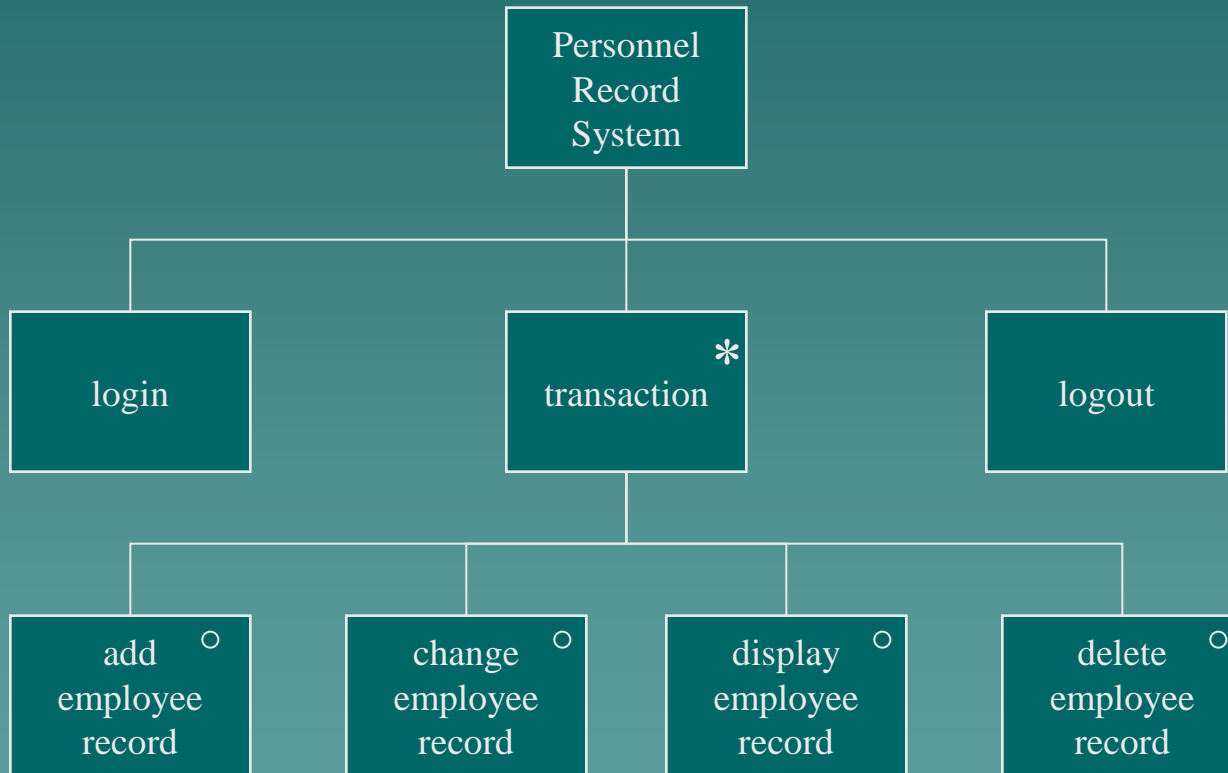 Personnel
Record
System
login
transaction
*
logout
add
employee
record
change
employee
record
display
employee
record
delete
employee
record